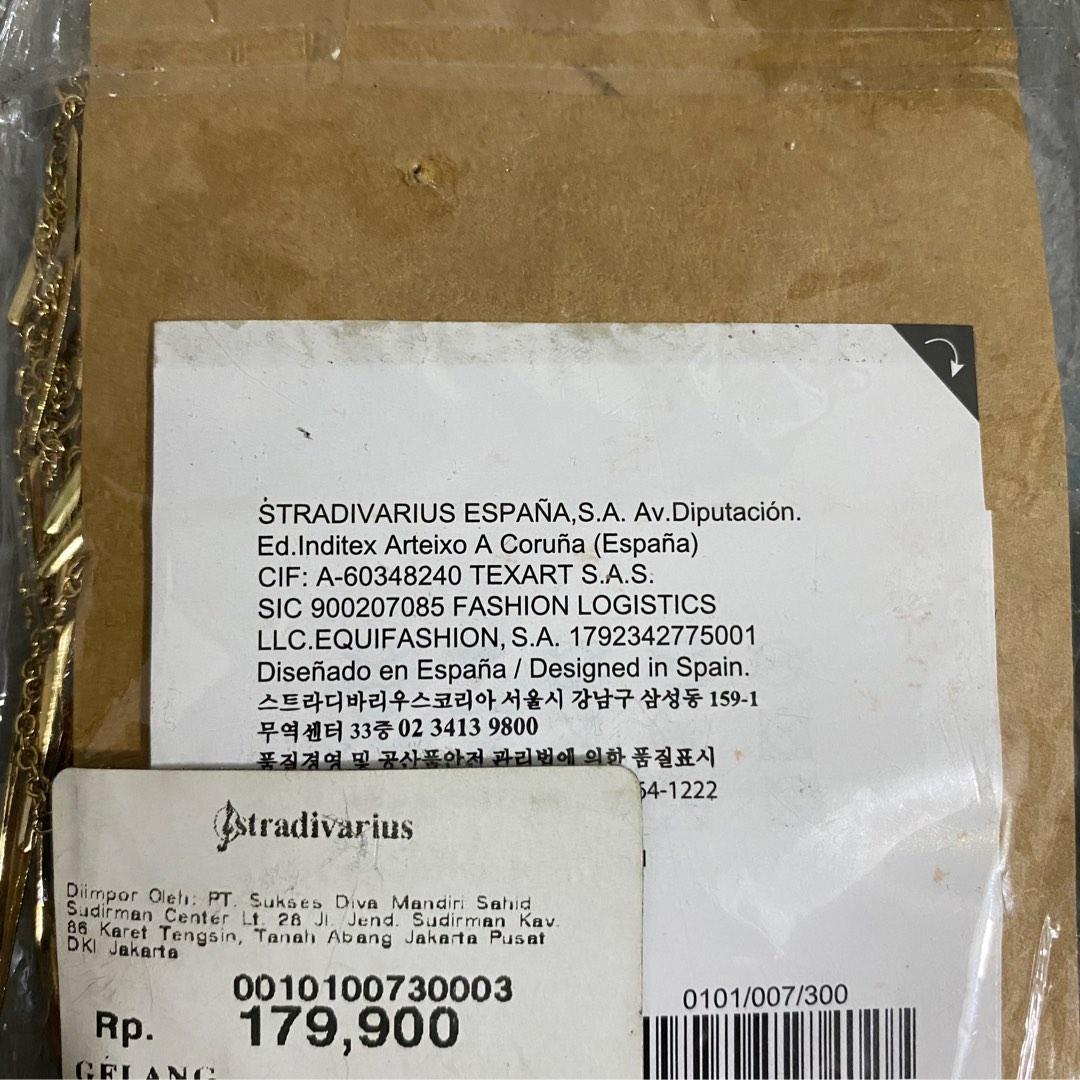 STRADIVARIUS ESPAÑA,S.A. Av.Diputación.
Ed.Inditex Arteixo A Coruña (España)
CIF: A-60348240 TEXART S.A.S.
SIC 900207085 FASHION LOGISTICS
LLC.EQUIFASHION, S.A. 1792342775001
Diseñado en España / Designed in Spain.
스트라디바리우스코리아 서울시 강남구 삼성동 159-1
무역센터 33층 02 3413 9800
품질경영 및 공산품안전 관리법에 의한 품질표시
64-1222
stradivarius
Diimpor Oleh: PT. Sukses Diva Mandiri Sahid
Sudirman Center Lt. 28 Jl. Jend. Sudirman Kav.
86 Karet Tengsin, Tanah Abang Jakarta Pusat
DKI Jakarta
0010100730003
Rp. 179,900
GELANG
0101/007/300